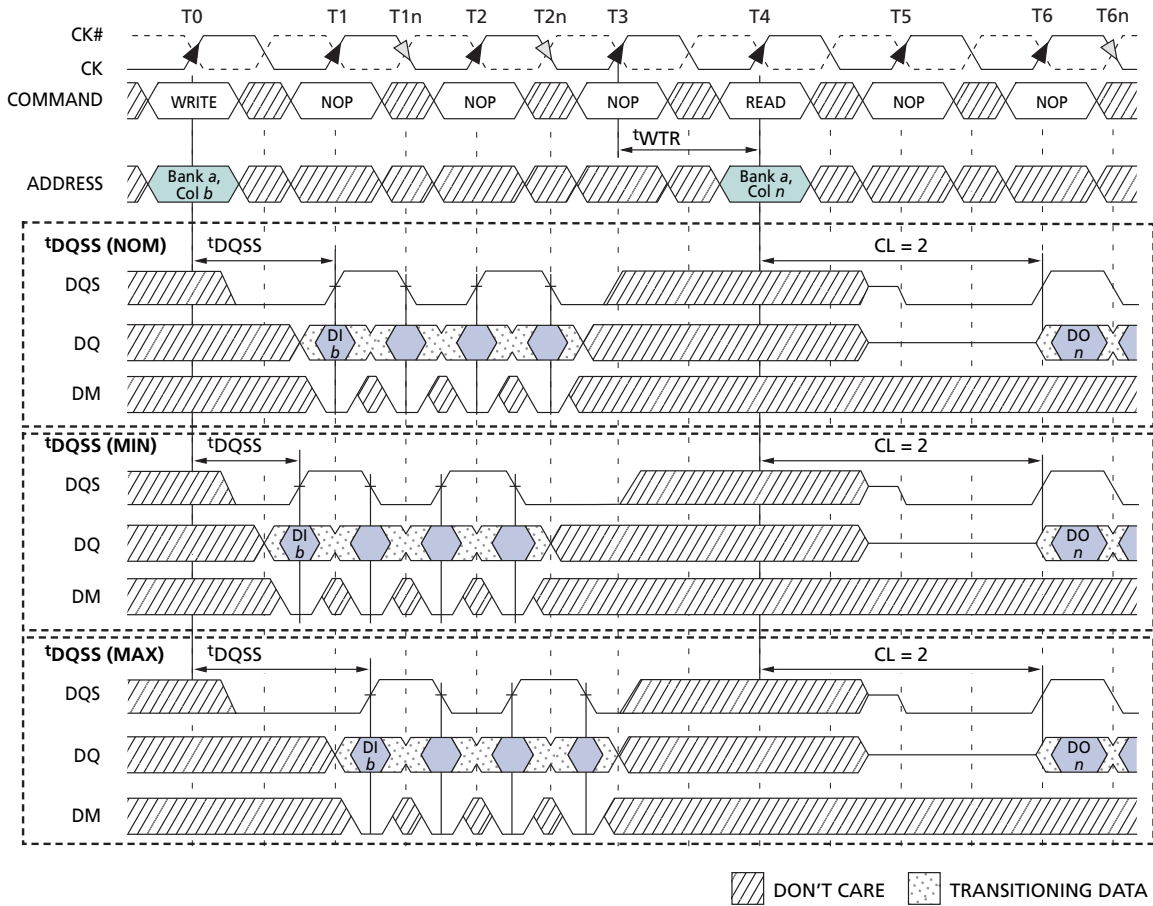 T0 T1 T1n T2 T2n T3 T4 T5 T6 T6n
CK#
CK
COMMAND WRITE NOP NOP NOP READ NOP NOP
tWTR
ADDRESS Bank a, Col b Bank a, Col n
tDQSS (NOM) tDQSS CL = 2
DQS
DQ DI b DO n
DM
tDQSS (MIN) tDQSS CL = 2
DQS
DQ DI b DO n
DM
tDQSS (MAX) tDQSS CL = 2
DQS
DQ DI b DO n
DM
DON'T CARE TRANSITIONING DATA